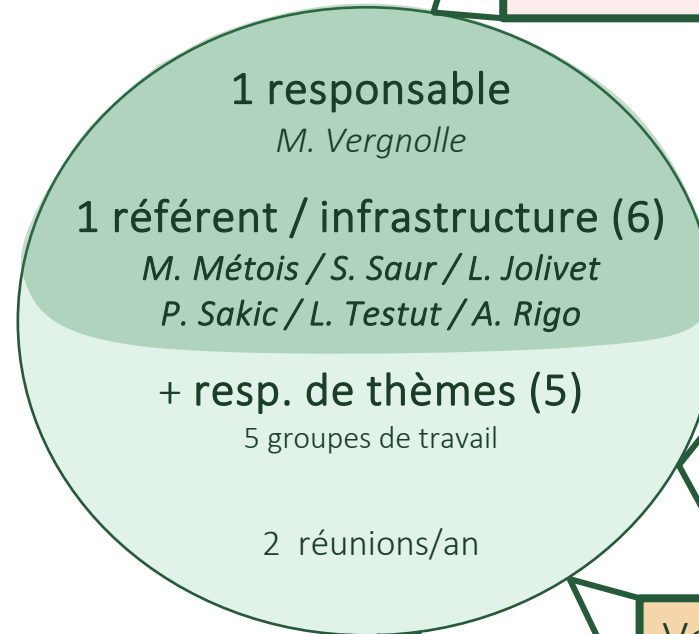 1 responsable
M. Vergnolle
1 référent / infrastructure (6)
M. Métois / S. Saur / L. Jolivet
P. Sakic / L. Testut / A. Rigo
+ resp. de thèmes (5)
5 groupes de travail
2 réunions/an